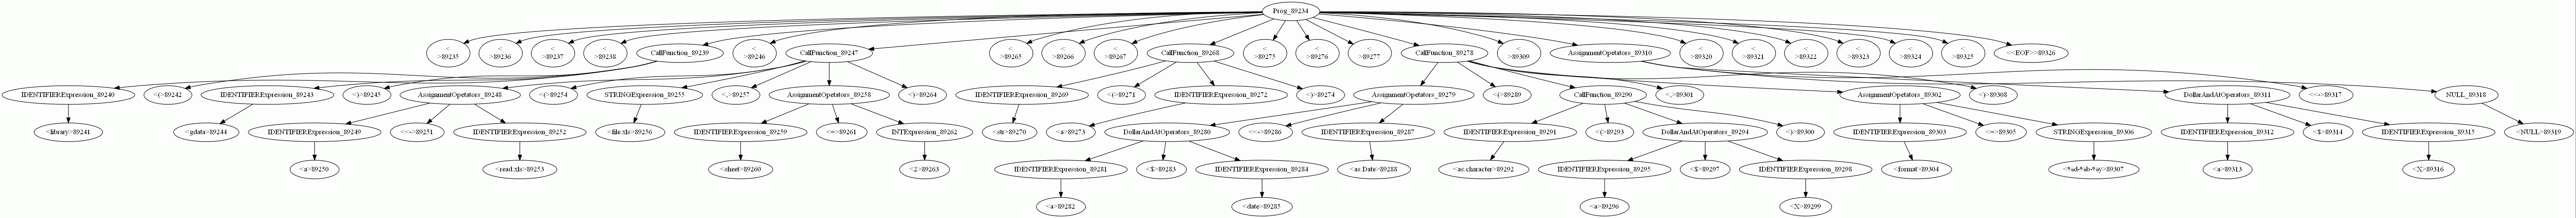 Prog_89234
<
>89235
<
>89236
<
>89237
<
>89238
CallFunction_89239
<
>89246
CallFunction_89247
<
>89265
<
>89266
<
>89267
CallFunction_89268
<
>89275
<
>89276
<
>89277
CallFunction_89278
<
>89309
AssignmentOpetators_89310
<
>89320
<
>89321
<
>89322
<
>89323
<
>89324
<
>89325
<<EOF>>89326
IDENTIFIERExpression_89240
<(>89242
IDENTIFIERExpression_89243
<)>89245
AssignmentOpetators_89248
<(>89254
STRINGExpression_89255
<,>89257
AssignmentOpetators_89258
<)>89264
IDENTIFIERExpression_89269
<(>89271
IDENTIFIERExpression_89272
<)>89274
AssignmentOpetators_89279
<(>89289
CallFunction_89290
<,>89301
AssignmentOpetators_89302
<)>89308
DollarAndAtOperators_89311
<<->89317
NULL_89318
<library>89241
<gdata>89244
IDENTIFIERExpression_89249
<<->89251
IDENTIFIERExpression_89252
<file.xls>89256
IDENTIFIERExpression_89259
<=>89261
INTExpression_89262
<str>89270
<a>89273
DollarAndAtOperators_89280
<<->89286
IDENTIFIERExpression_89287
IDENTIFIERExpression_89291
<(>89293
DollarAndAtOperators_89294
<)>89300
IDENTIFIERExpression_89303
<=>89305
STRINGExpression_89306
IDENTIFIERExpression_89312
<$>89314
IDENTIFIERExpression_89315
<NULL>89319
<a>89250
<read.xls>89253
<sheet>89260
<2>89263
IDENTIFIERExpression_89281
<$>89283
IDENTIFIERExpression_89284
<as.Date>89288
<as.character>89292
IDENTIFIERExpression_89295
<$>89297
IDENTIFIERExpression_89298
<format>89304
<%d-%b-%y>89307
<a>89313
<X>89316
<a>89282
<date>89285
<a>89296
<X>89299